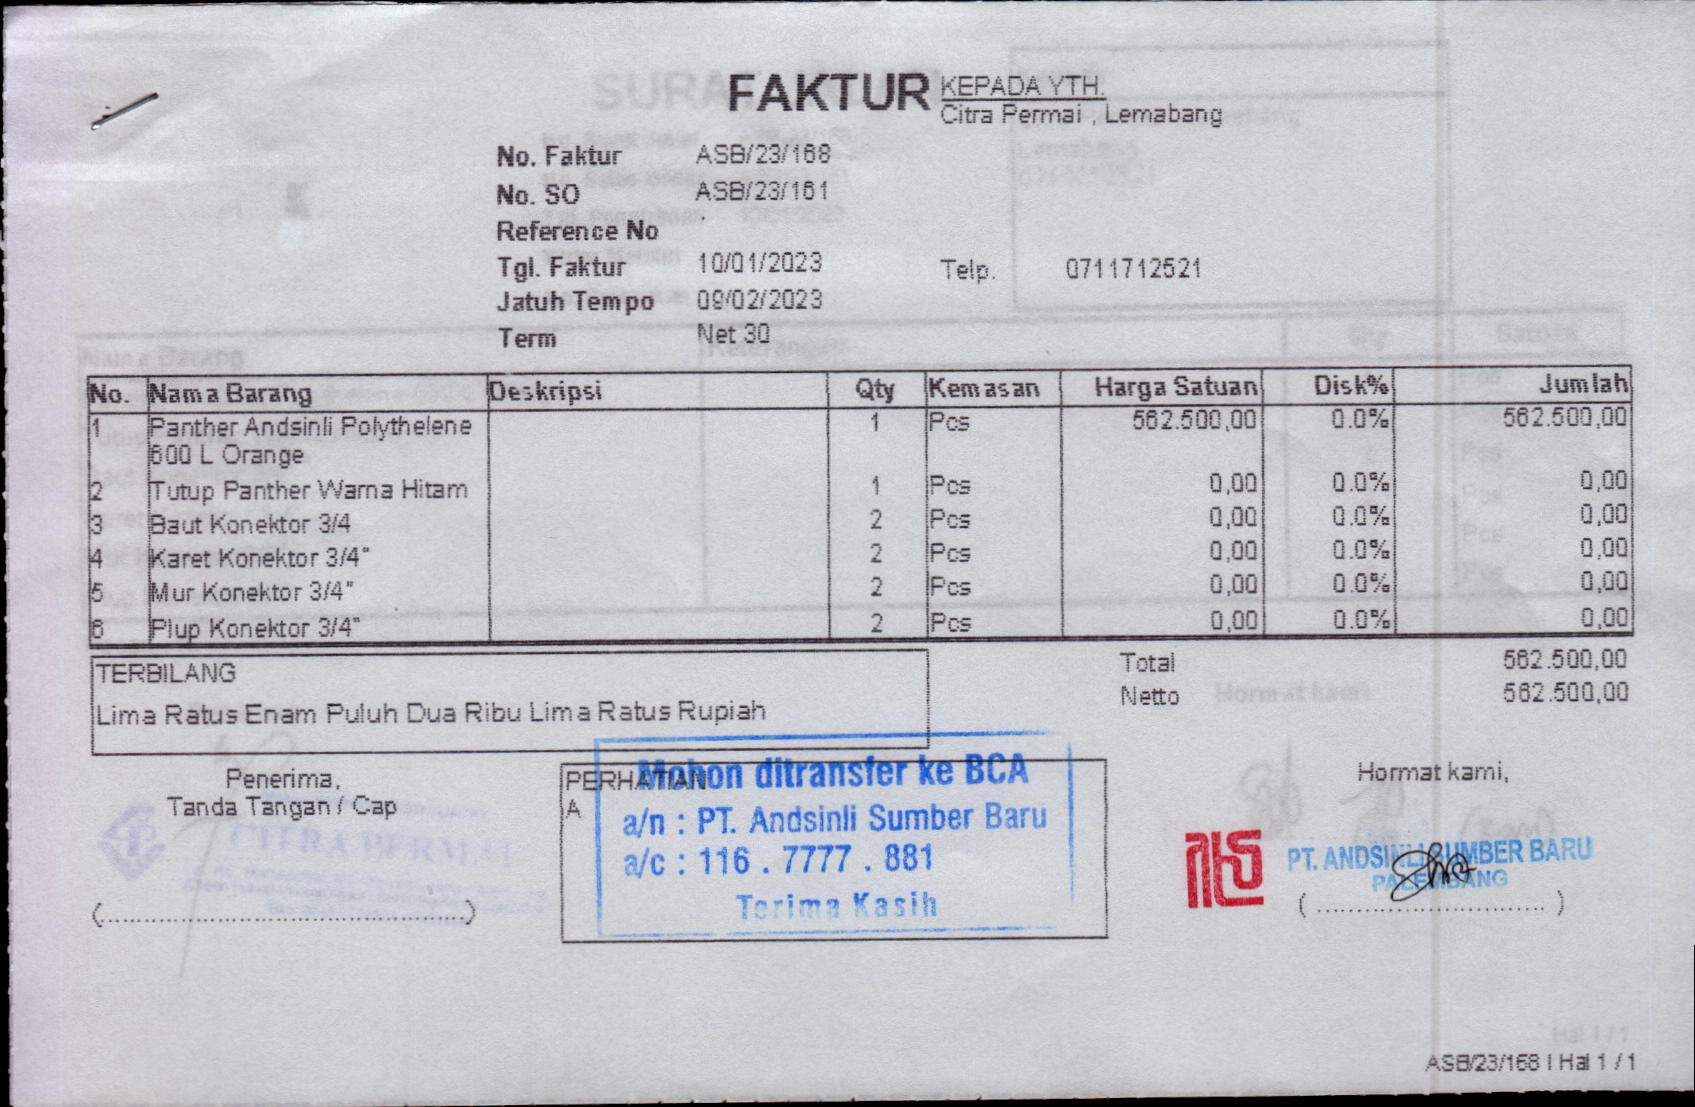 FAKTUR
KEPADA YTH.
Citra Permai , Lemabang
No. Faktur ASB/23/168
No. SO ASB/23/161
Reference No
Tgl. Faktur 10/01/2023
Telp. 0711712521
Jatuh Tempo 09/02/2023
Term Net 30
No. Nama Barang Deskripsi Qty Kemasan Harga Satuan Disk% Jumlah
1 Panther Andsinli Polythelene 1 Pcs 562.500,00 0.0% 562.500,00
600 L Orange
2 Tutup Panther Warna Hitam 1 Pcs 0,00 0.0% 0,00
3 Baut Konektor 3/4 2 Pcs 0,00 0.0% 0,00
4 Karet Konektor 3/4" 2 Pcs 0,00 0.0% 0,00
5 Mur Konektor 3/4" 2 Pcs 0,00 0.0% 0,00
6 Plup Konektor 3/4" 2 Pcs 0,00 0.0% 0,00
TERBILANG
Lima Ratus Enam Puluh Dua Ribu Lima Ratus Rupiah
Total 562.500,00
Netto 562.500,00
Penerima,
Tanda Tangan / Cap
CITRA PERMAI
(....................................................)
PERHATIAN
A
Mohon ditransfer ke BCA
a/n : PT. Andsinli Sumber Baru
a/c : 116 . 7777 . 881
Terima Kasih
Hormat kami,
PT. ANDSINLI SUMBER BARU
PALEMBANG
( ............................. )
ASB/23/168 | Hal 1 / 1